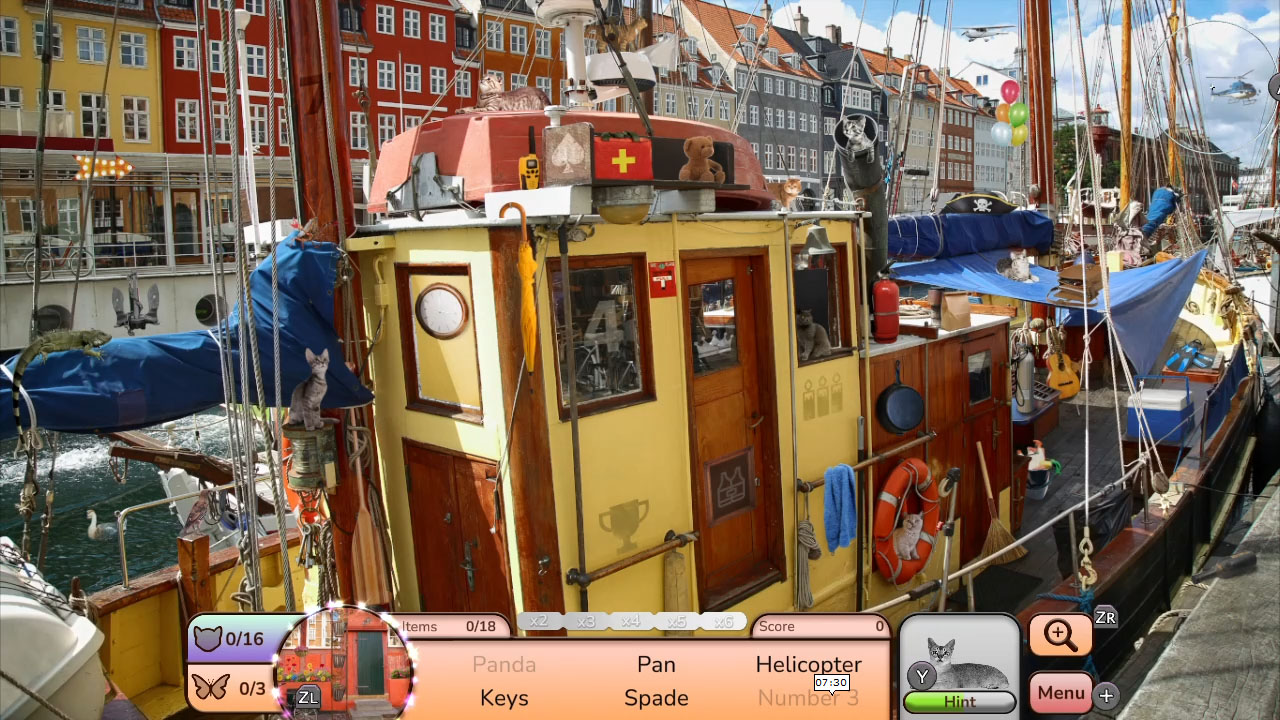 4
0/16
0/3
ZL
Items 0/18
x2 x3 x4 x5 x6
Score 0
Panda Pan Helicopter
Keys Spade Number 3
07:30
Y
Hint
ZR
Menu